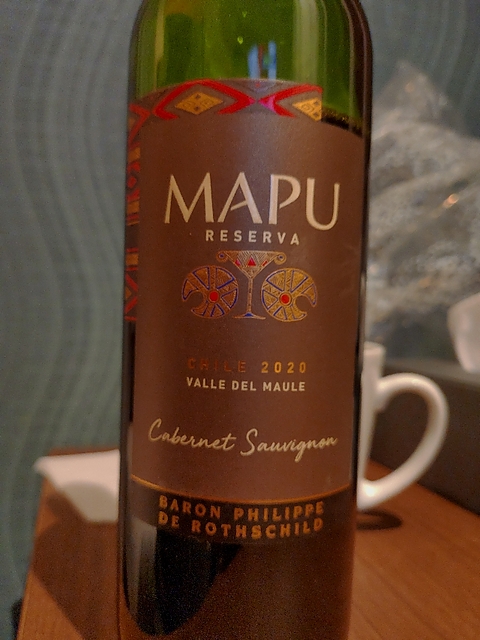 MAPU
RESERVA
CHILE 2020
VALLE DEL MAULE
Cabernet Sauvignon
BARON PHILIPPE
DE ROTHSCHILD